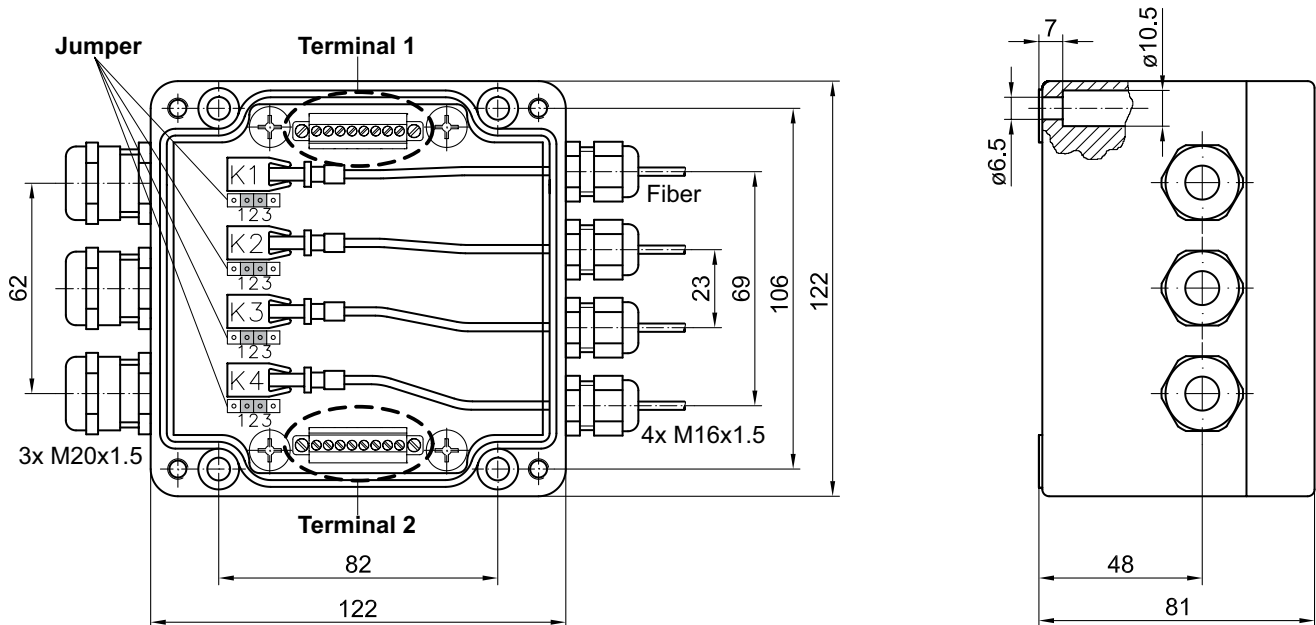 Jumper
Terminal 1
K1
123
K2
123
K3
123
K4
123
Fiber
62
23
69
106
122
3x M20x1.5
4x M16x1.5
Terminal 2
82
122
7
ø10.5
ø6.5
48
81